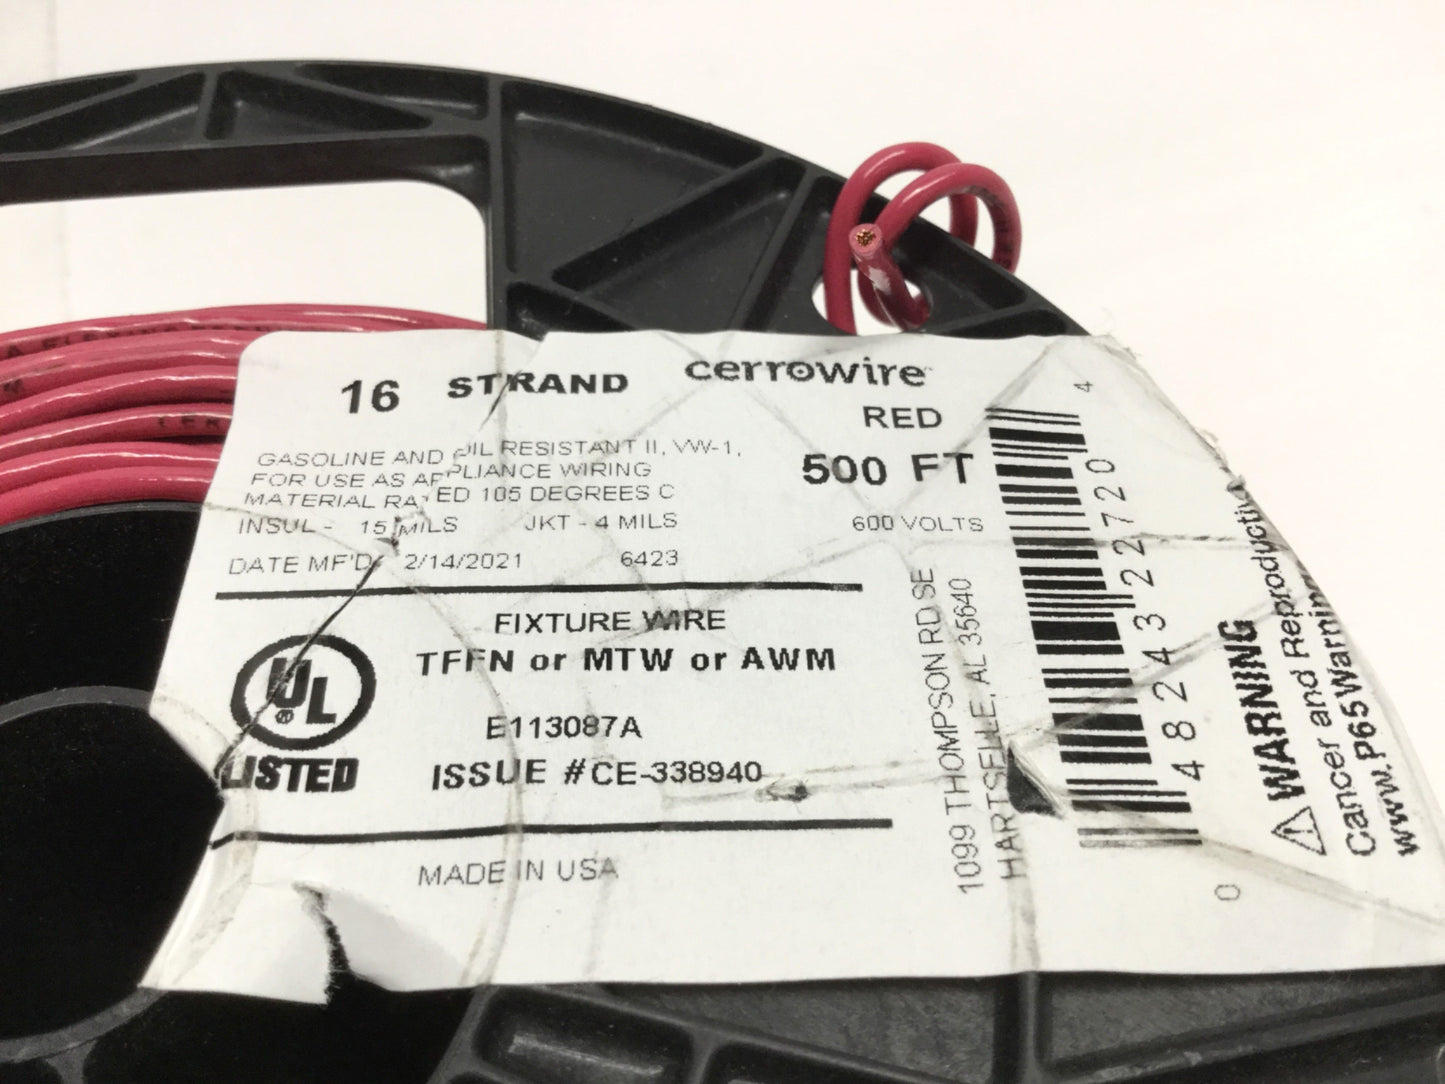 16 STRAND cerrowire
RED
GASOLINE AND OIL RESISTANT II, VW-1,
FOR USE AS APPLIANCE WIRING
MATERIAL RATED 105 DEGREES C
500 FT
INSUL - 15 MILS JKT - 4 MILS 600 VOLTS
DATE MF'D 2/14/2021 6423
FIXTURE WIRE
TFFN or MTW or AWM
UL
®
LISTED
E113087A
ISSUE #CE-338940
MADE IN USA
1099 THOMPSON RD SE
HARTSELLE, AL 35640
0 48243 22720 4
⚠ WARNING
Cancer and Reproductive
www.P65Warnin